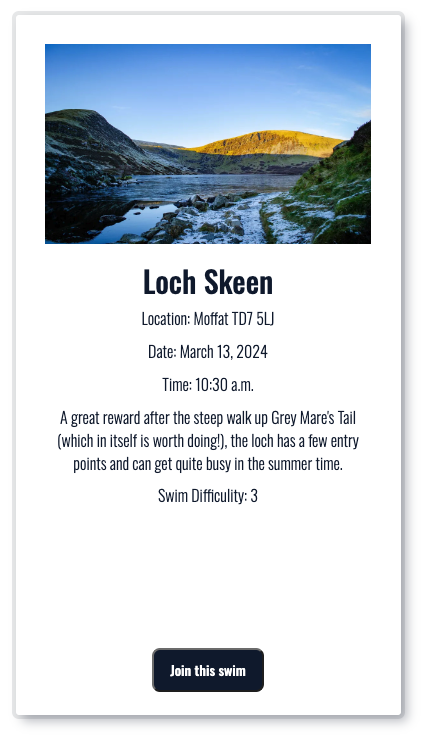 Loch Skeen
Location: Moffat TD7 5LJ
Date: March 13, 2024
Time: 10:30 a.m.
A great reward after the steep walk up Grey Mare's Tail
(which in itself is worth doing!), the loch has a few entry
points and can get quite busy in the summer time.
Swim Difficulity: 3
Join this swim